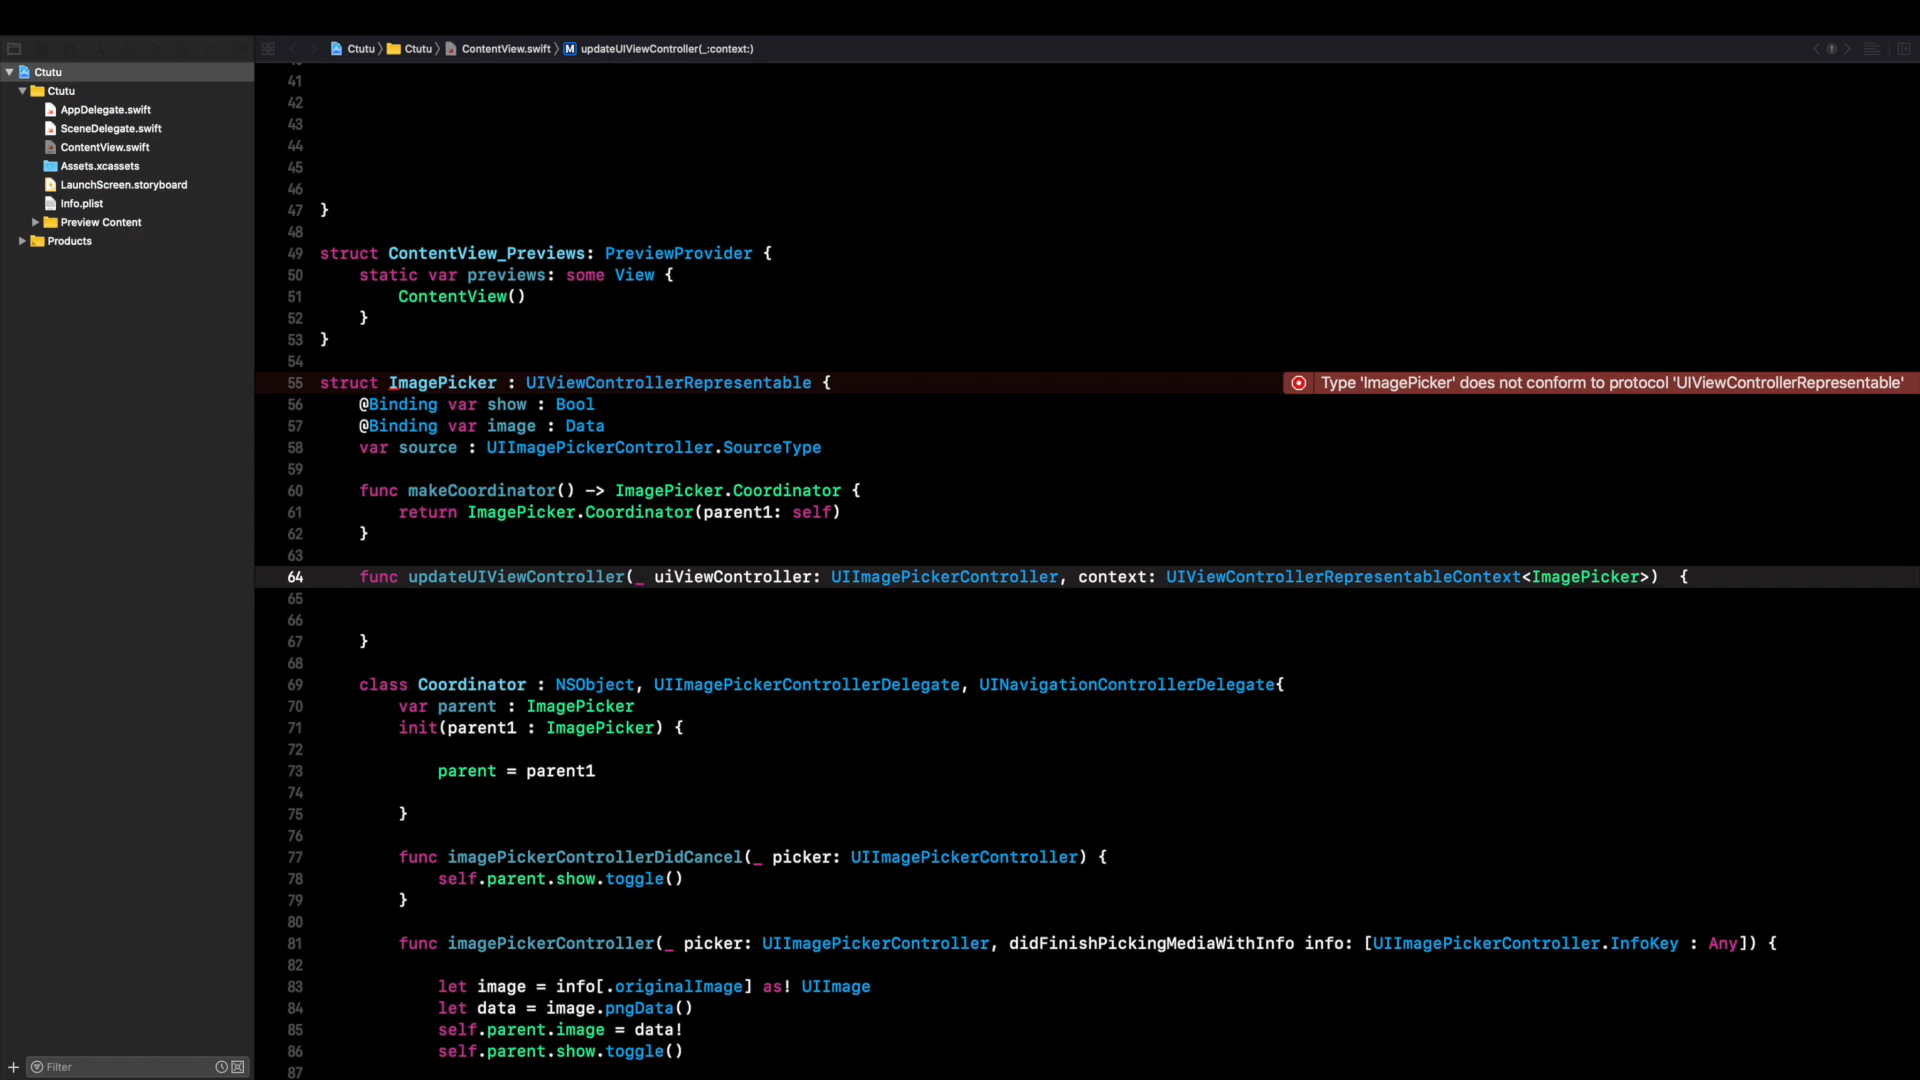 Ctutu
Ctutu
AppDelegate.swift
SceneDelegate.swift
ContentView.swift
Assets.xcassets
LaunchScreen.storyboard
Info.plist
Preview Content
Products
Filter
Ctutu 〉 Ctutu 〉 ContentView.swift 〉 M updateUIViewController(_:context:)
41
42
43
44
45
46
47 }
48
49 struct ContentView_Previews: PreviewProvider {
50     static var previews: some View {
51         ContentView()
52     }
53 }
54
55 struct ImagePicker : UIViewControllerRepresentable { Type 'ImagePicker' does not conform to protocol 'UIViewControllerRepresentable'
56     @Binding var show : Bool
57     @Binding var image : Data
58     var source : UIImagePickerController.SourceType
59
60     func makeCoordinator() -> ImagePicker.Coordinator {
61         return ImagePicker.Coordinator(parent1: self)
62     }
63
64     func updateUIViewController(_ uiViewController: UIImagePickerController, context: UIViewControllerRepresentableContext<ImagePicker>)  {
65
66
67     }
68
69     class Coordinator : NSObject, UIImagePickerControllerDelegate, UINavigationControllerDelegate{
70         var parent : ImagePicker
71         init(parent1 : ImagePicker) {
72
73             parent = parent1
74
75         }
76
77         func imagePickerControllerDidCancel(_ picker: UIImagePickerController) {
78             self.parent.show.toggle()
79         }
80
81         func imagePickerController(_ picker: UIImagePickerController, didFinishPickingMediaWithInfo info: [UIImagePickerController.InfoKey : Any]) {
82
83             let image = info[.originalImage] as! UIImage
84             let data = image.pngData()
85             self.parent.image = data!
86             self.parent.show.toggle()
87